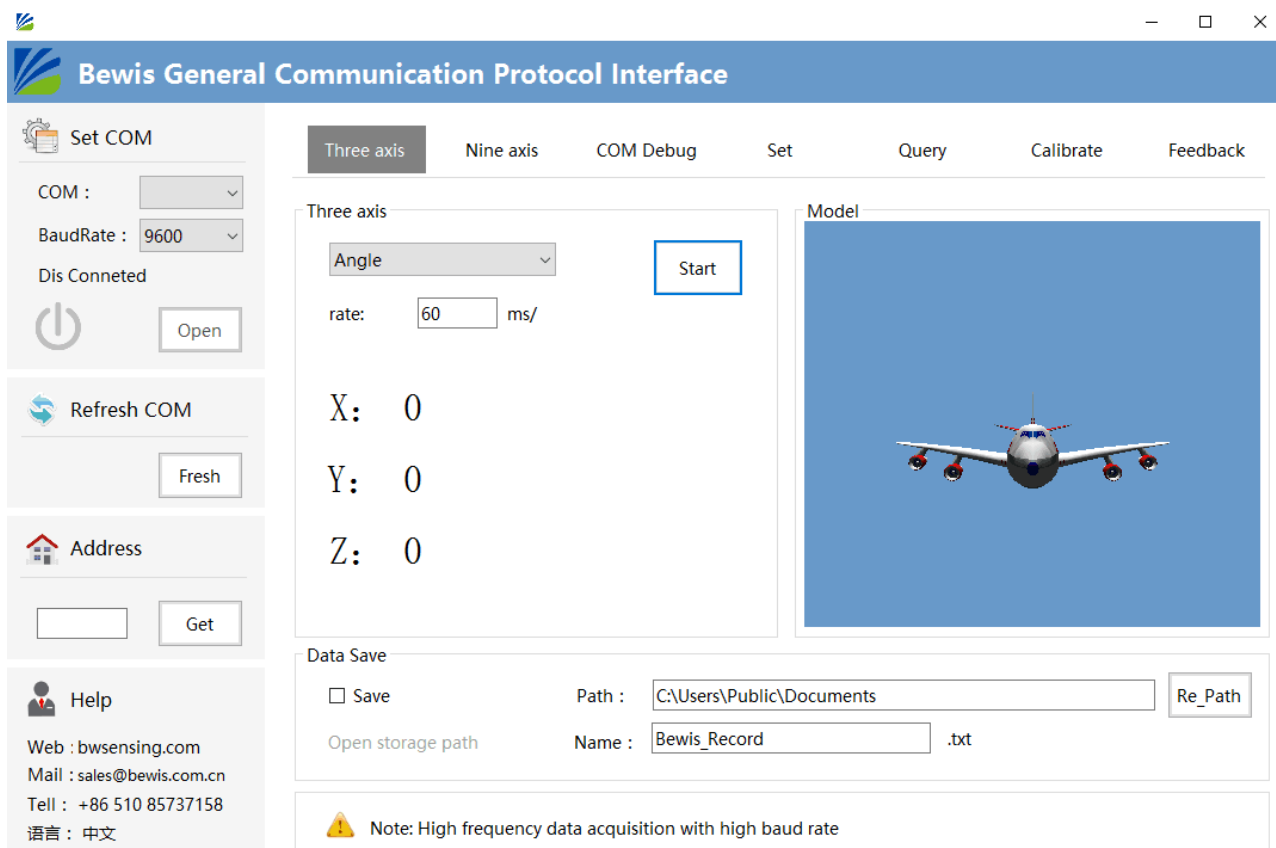 Bewis General Communication Protocol Interface
Set COM
COM :
BaudRate : 9600
Dis Conneted
Open
Refresh COM
Fresh
Address
Get
Help
Web : bwsensing.com
Mail : sales@bewis.com.cn
Tell : +86 510 85737158
语言： 中文
Three axis Nine axis COM Debug Set Query Calibrate Feedback
Three axis
Angle
Start
rate: 60 ms/
X: 0
Y: 0
Z: 0
Model
Data Save
Save
Path : C:\Users\Public\Documents Re_Path
Open storage path
Name : Bewis_Record .txt
Note: High frequency data acquisition with high baud rate